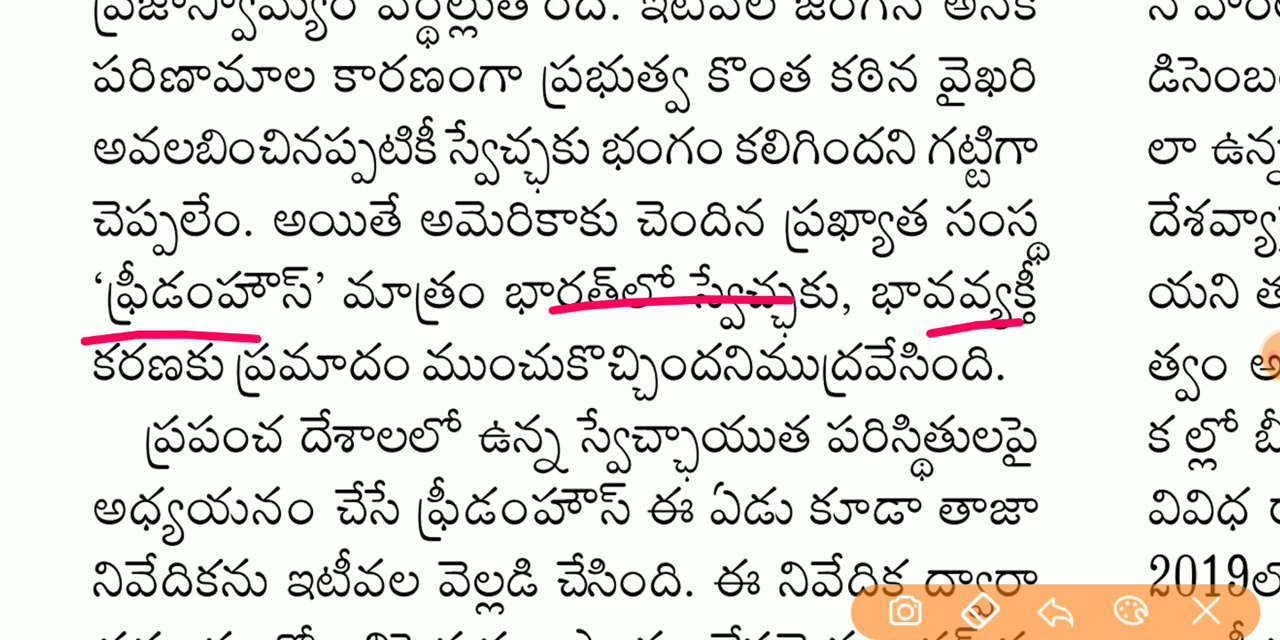 ప్రజాస్వామ్యం వర్థిల్లుతోంది. ఇటీవల జరిగిన అనేక
పరిణామాల కారణంగా ప్రభుత్వ కొంత కఠిన వైఖరి
అవలబించినప్పటికీ స్వేచ్ఛకు భంగం కలిగిందని గట్టిగా
చెప్పలేం. అయితే అమెరికాకు చెందిన ప్రఖ్యాత సంస్థ
‘ఫ్రీడంహౌస్’ మాత్రం భారత్‌లో స్వేచ్ఛకు, భావవ్యక్తీ
కరణకు ప్రమాదం ముంచుకొచ్చిందనిముద్రవేసింది.
ప్రపంచ దేశాలలో ఉన్న స్వేచ్ఛాయుత పరిస్థితులపై
అధ్యయనం చేసే ఫ్రీడంహౌస్ ఈ ఏడు కూడా తాజా
నివేదికను ఇటీవల వెల్లడి చేసింది. ఈ నివేదిక ద్వారా
డిసెంబ
లా ఉన్న
దేశవ్యా
యని త
త్వం అ
క ల్లో బీ
వివిధ
2019లో